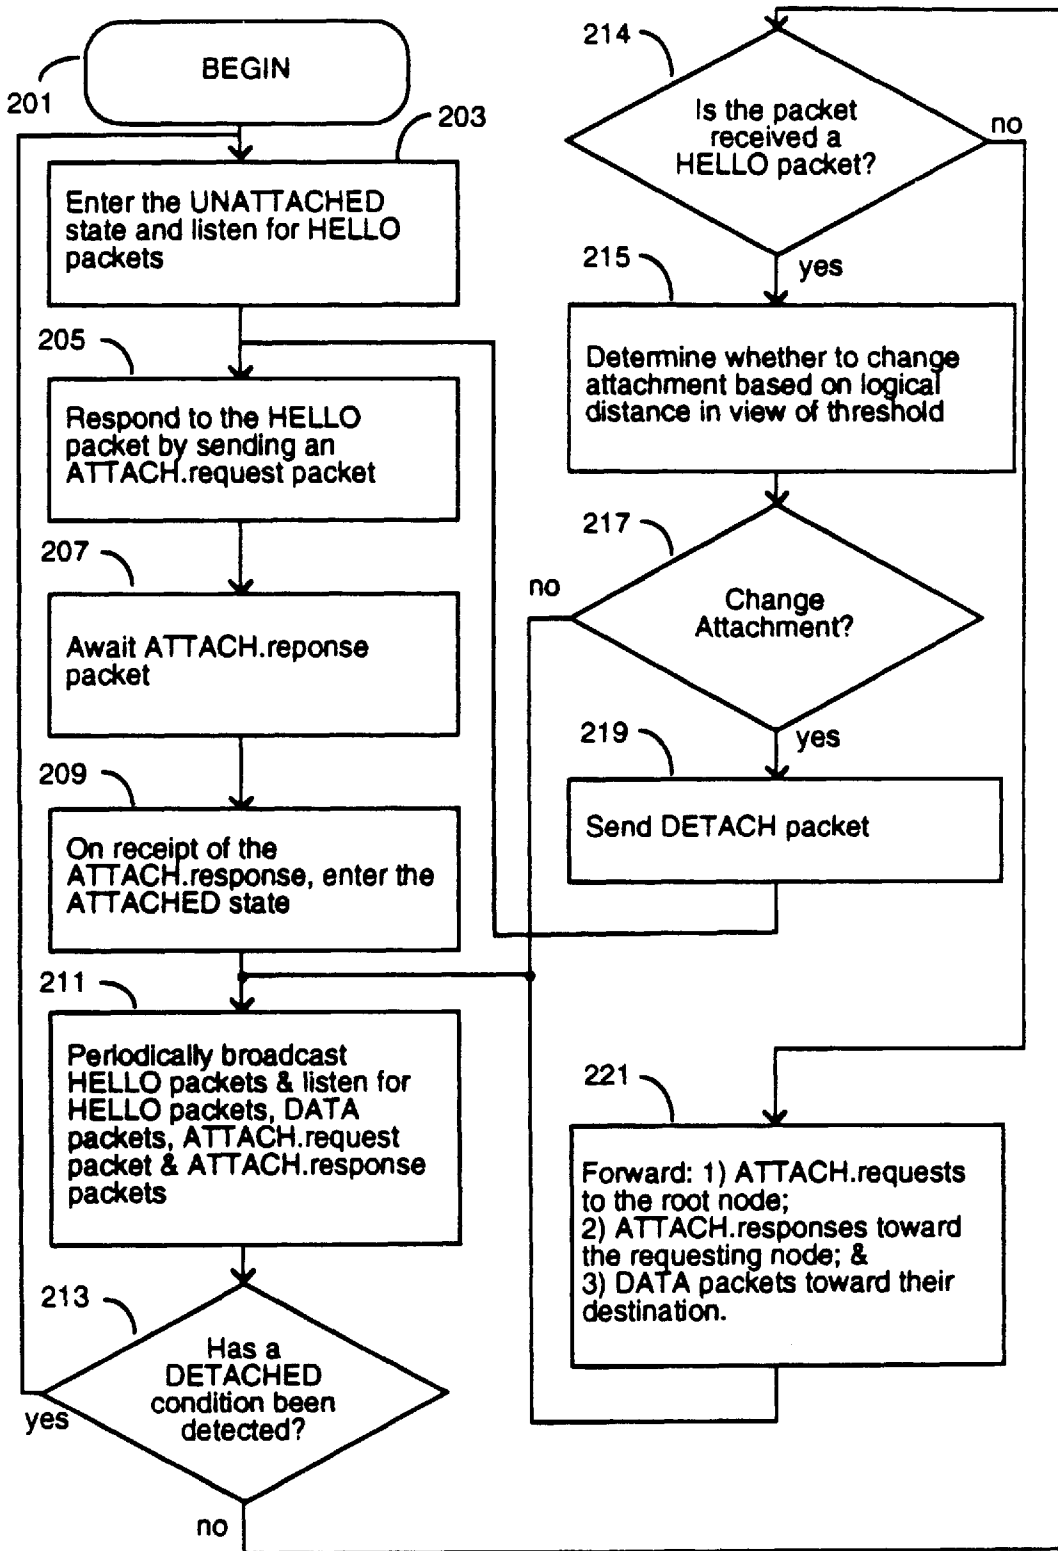 201
BEGIN
203
Enter the UNATTACHED
state and listen for HELLO
packets
205
Respond to the HELLO
packet by sending an
ATTACH.request packet
207
Await ATTACH.reponse
packet
209
On receipt of the
ATTACH.response, enter the
ATTACHED state
211
Periodically broadcast
HELLO packets & listen for
HELLO packets, DATA
packets, ATTACH.request
packet & ATTACH.response
packets
213
Has a
DETACHED
condition been
detected?
yes
no
214
Is the packet
received a
HELLO packet?
no
yes
215
Determine whether to change
attachment based on logical
distance in view of threshold
217
no
Change
Attachment?
yes
219
Send DETACH packet
221
Forward: 1) ATTACH.requests
to the root node;
2) ATTACH.responses toward
the requesting node; &
3) DATA packets toward their
destination.